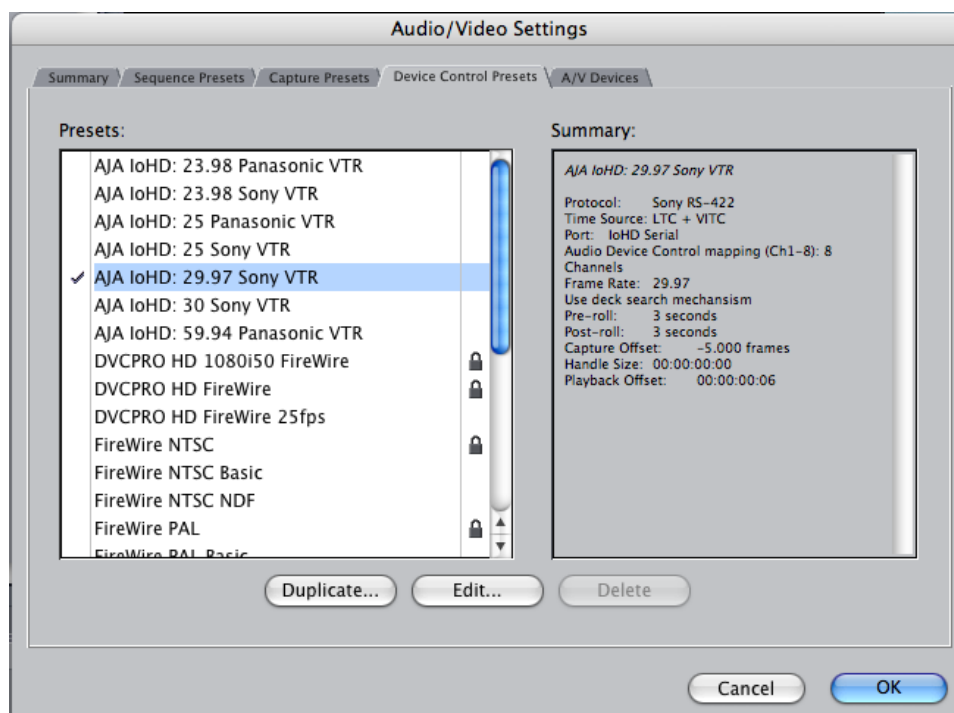 Audio/Video Settings
Summary
Sequence Presets
Capture Presets
Device Control Presets
A/V Devices
Presets:
AJA IoHD: 23.98 Panasonic VTR
AJA IoHD: 23.98 Sony VTR
AJA IoHD: 25 Panasonic VTR
AJA IoHD: 25 Sony VTR
AJA IoHD: 29.97 Sony VTR
AJA IoHD: 30 Sony VTR
AJA IoHD: 59.94 Panasonic VTR
DVCPRO HD 1080i50 FireWire
DVCPRO HD FireWire
DVCPRO HD FireWire 25fps
FireWire NTSC
FireWire NTSC Basic
FireWire NTSC NDF
FireWire PAL
FireWire PAL Basic
Summary:
AJA IoHD: 29.97 Sony VTR
Protocol: Sony RS-422
Time Source: LTC + VITC
Port: IoHD Serial
Audio Device Control mapping (Ch1-8): 8
Channels
Frame Rate: 29.97
Use deck search mechansism
Pre-roll: 3 seconds
Post-roll: 3 seconds
Capture Offset: -5.000 frames
Handle Size: 00:00:00:00
Playback Offset: 00:00:00:06
Duplicate...
Edit...
Delete
Cancel
OK